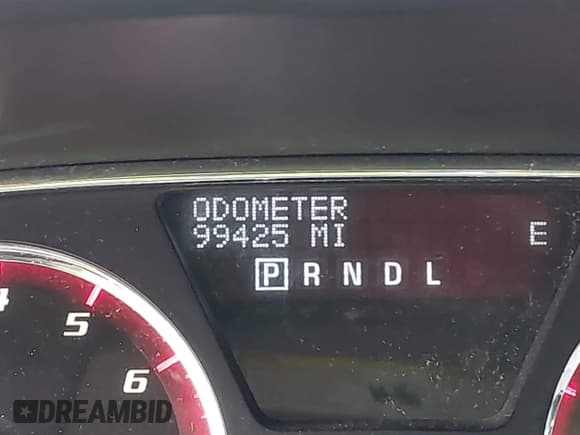 ODOMETER
99425 MI E
P R N D L
4
5
6
DREAMBID